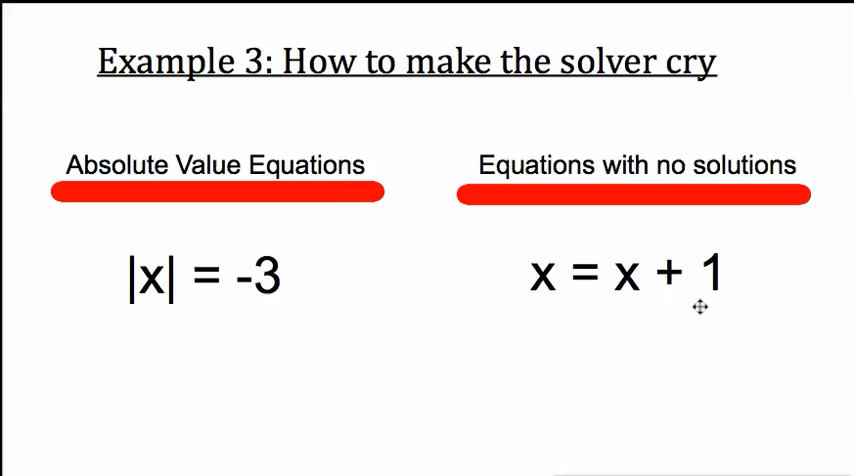 Example 3: How to make the solver cry
Absolute Value Equations
Equations with no solutions
|x| = -3
x = x + 1